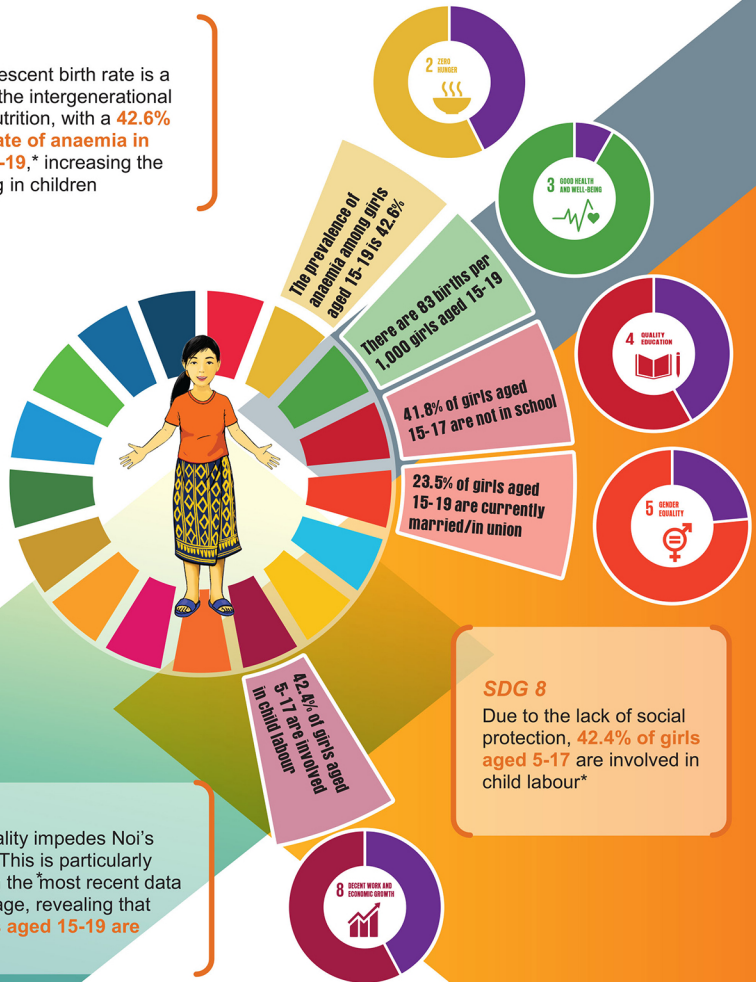 escent birth rate is a
the intergenerational
utrition, with a 42.6%
ate of anaemia in
-19,* increasing the
g in children
2 ZERO
HUNGER
3 GOOD HEALTH
AND WELL-BEING
The prevalence of
anaemia among girls
aged 15-19 is 42.6%
There are 83 births per
1,000 girls aged 15-19
4 QUALITY
EDUCATION
41.8% of girls aged
15-17 are not in school
23.5% of girls aged
15-19 are currently
married/in union
5 GENDER
EQUALITY
SDG 8
Due to the lack of social
protection, 42.4% of girls
aged 5-17 are involved in
child labour*
42.4% of girls aged
5-17 are involved
in child labour
ality impedes Noi's
This is particularly
the *most recent data
age, revealing that
aged 15-19 are
8 DECENT WORK AND
ECONOMIC GROWTH